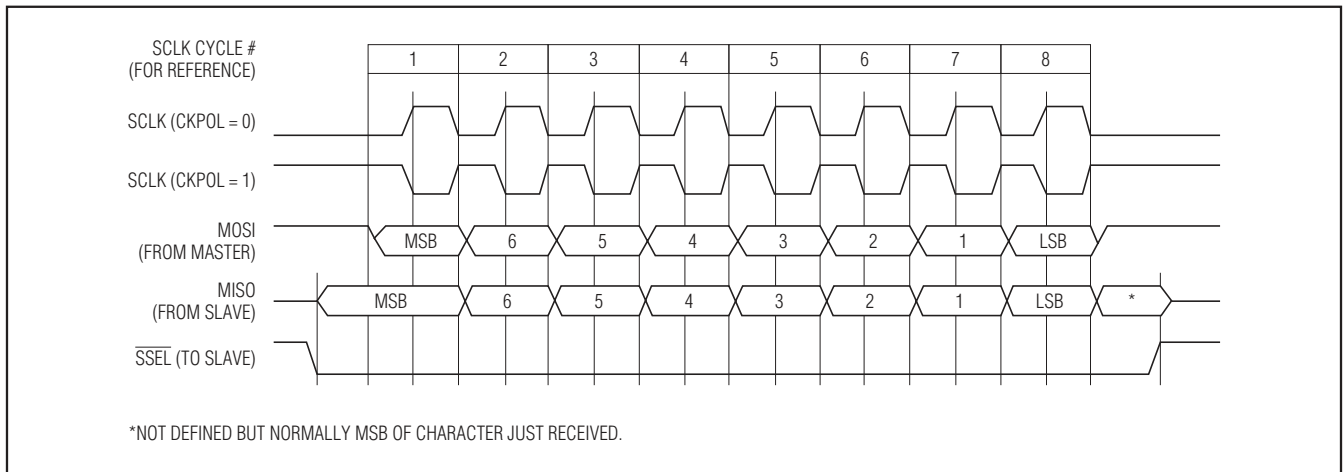 SCLK CYCLE #
(FOR REFERENCE)
1 2 3 4 5 6 7 8
SCLK (CKPOL = 0)
SCLK (CKPOL = 1)
MOSI
(FROM MASTER)
MSB 6 5 4 3 2 1 LSB
MISO
(FROM SLAVE)
MSB 6 5 4 3 2 1 LSB *
SSEL (TO SLAVE)
*NOT DEFINED BUT NORMALLY MSB OF CHARACTER JUST RECEIVED.